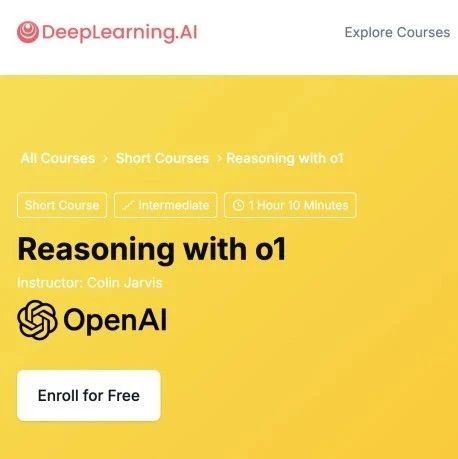 DeepLearning.AI Explore Courses
All Courses > Short Courses > Reasoning with o1
Short Course Intermediate 1 Hour 10 Minutes
Reasoning with o1
Instructor: Colin Jarvis
OpenAI
Enroll for Free